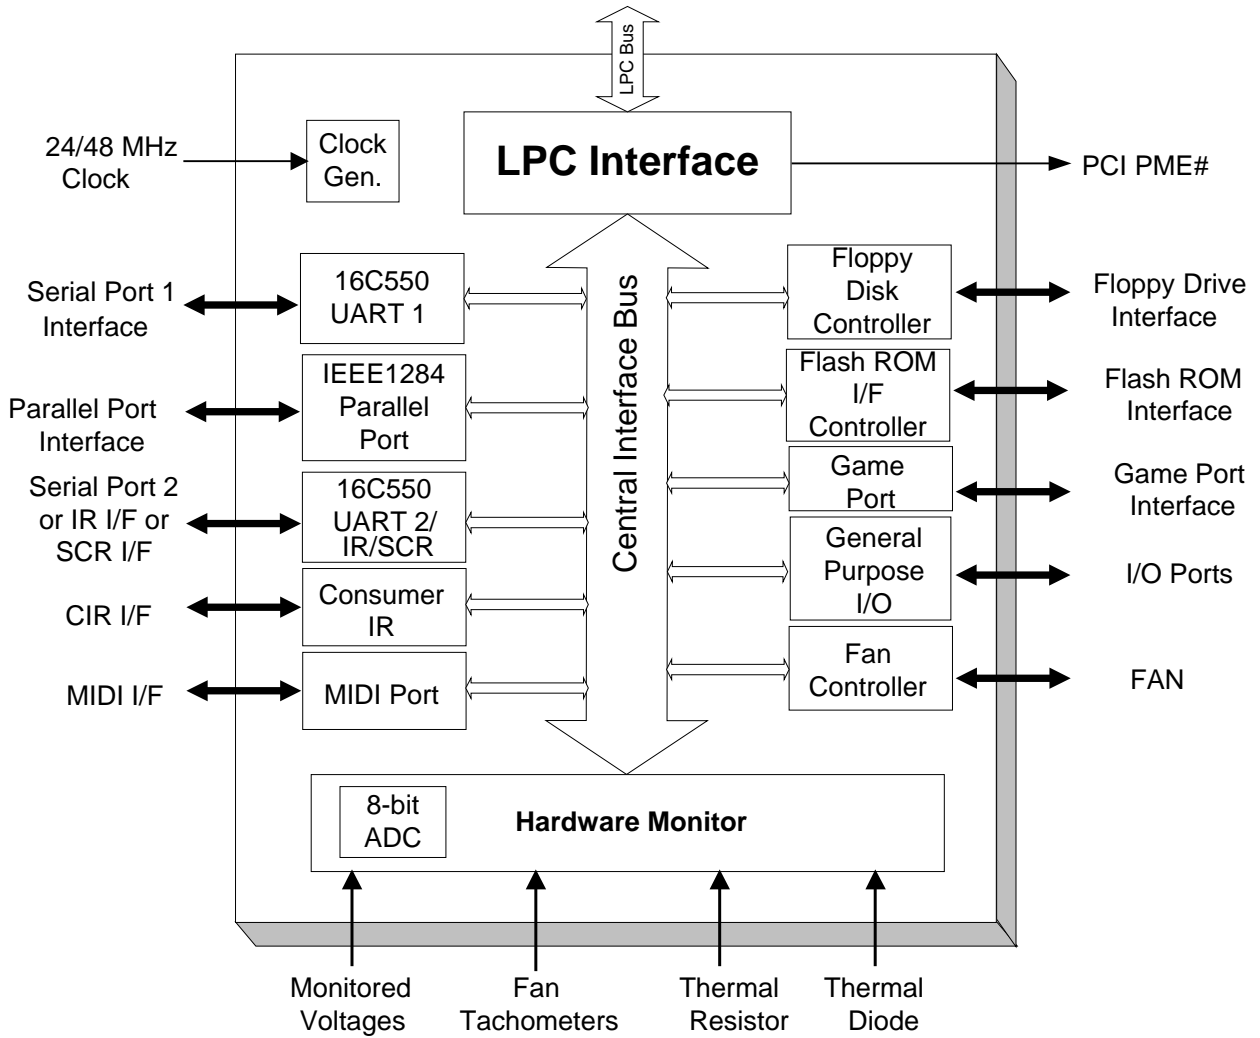 LPC Bus
24/48 MHz
Clock
Clock
Gen.
LPC Interface
PCI PME#
Serial Port 1
Interface
16C550
UART 1
Parallel Port
Interface
IEEE1284
Parallel
Port
Serial Port 2
or IR I/F or
SCR I/F
16C550
UART 2/
IR/SCR
CIR I/F
Consumer
IR
MIDI I/F
MIDI Port
Central Interface Bus
Floppy
Disk
Controller
Floppy Drive
Interface
Flash ROM
I/F
Controller
Flash ROM
Interface
Game
Port
Game Port
Interface
General
Purpose
I/O
I/O Ports
Fan
Controller
FAN
8-bit
ADC
Hardware Monitor
Monitored
Voltages
Fan
Tachometers
Thermal
Resistor
Thermal
Diode